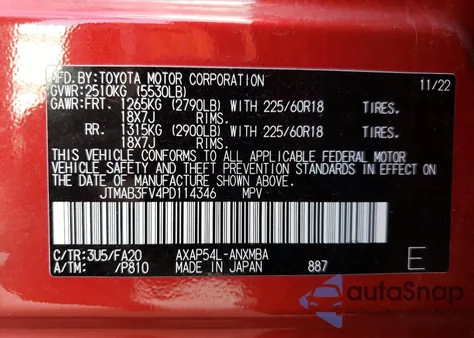 MFD.BY:TOYOTA MOTOR CORPORATION 11/22
GVWR:2510KG (5530LB)
GAWR:FRT. 1265KG (2790LB) WITH 225/60R18 TIRES.
18X7J RIMS.
RR. 1315KG (2900LB) WITH 225/60R18 TIRES.
18X7J RIMS.
THIS VEHICLE CONFORMS TO ALL APPLICABLE FEDERAL MOTOR
VEHICLE SAFETY AND THEFT PREVENTION STANDARDS IN EFFECT ON
THE DATE OF MANUFACTURE SHOWN ABOVE.
JTMAB3FV4PD114346 MPV
C/TR:3U5/FA20 AXAP54L-ANXMBA E
A/TM: /P810 MADE IN JAPAN 887
autoSnap